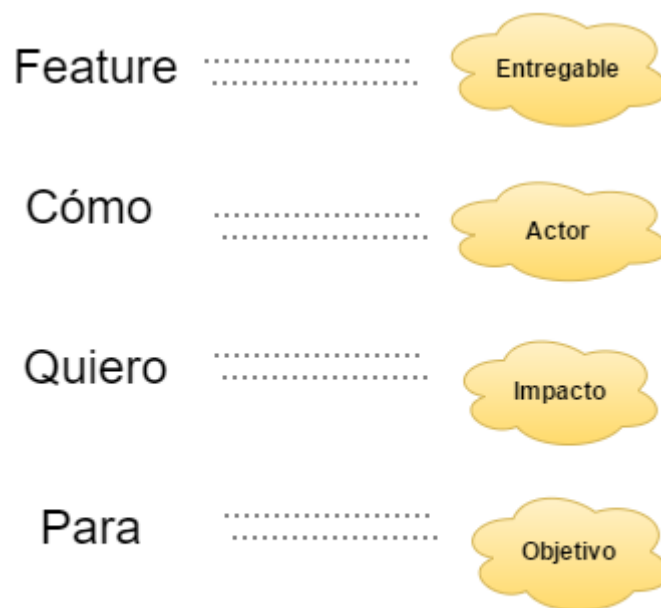 Feature
Entregable
Cómo
Actor
Quiero
Impacto
Para
Objetivo